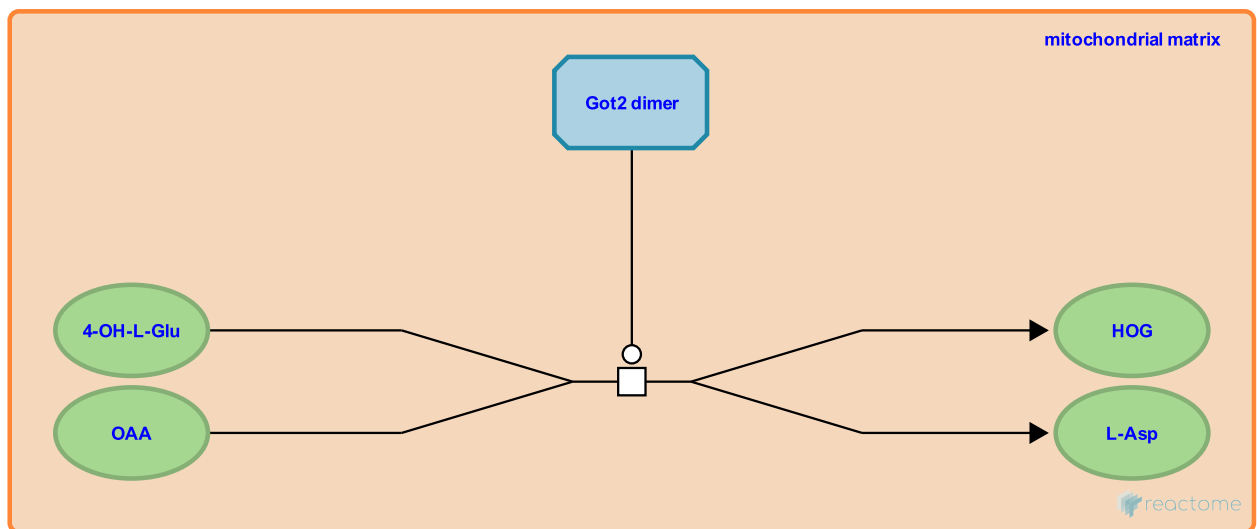 mitochondrial matrix
Got2 dimer
4-OH-L-Glu
HOG
OAA
L-Asp
reactome